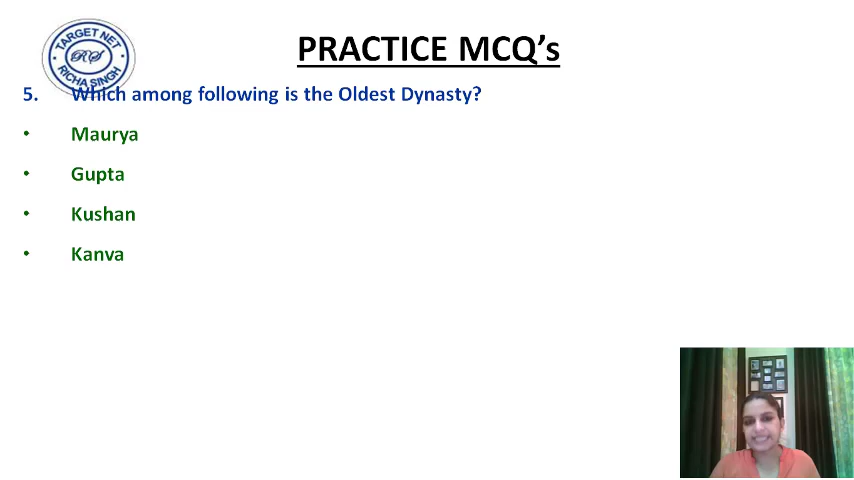 PRACTICE MCQ's
TARGET NET
RS
RICHA SINGH
5. Which among following is the Oldest Dynasty?
• Maurya
• Gupta
• Kushan
• Kanva